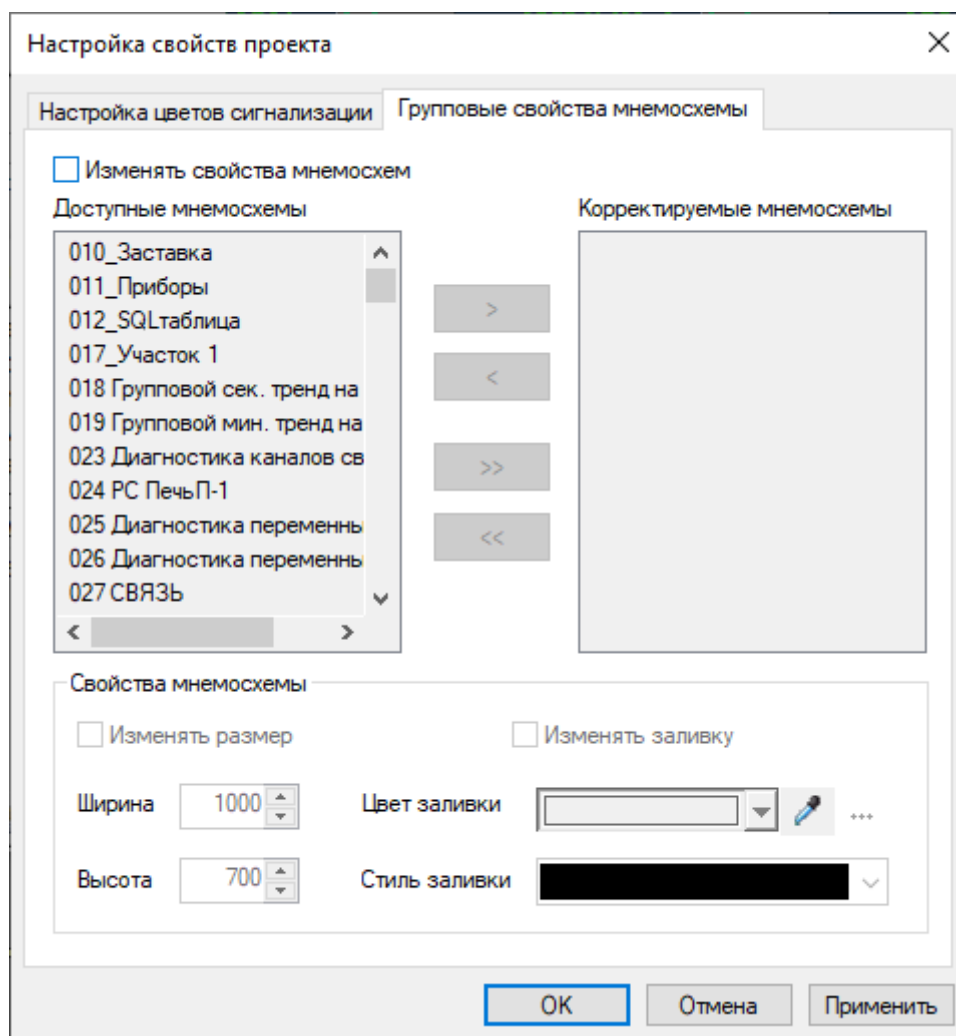 Настройка свойств проекта
Настройка цветов сигнализации
Групповые свойства мнемосхемы
Изменять свойства мнемосхем
Доступные мнемосхемы
Корректируемые мнемосхемы
010_Заставка
011_Приборы
012_SQLтаблица
017_Участок 1
018 Групповой сек. тренд на
019 Групповой мин. тренд на
023 Диагностика каналов св
024 РС ПечьП-1
025 Диагностика переменны
026 Диагностика переменны
027 СВЯЗЬ
>
<
>>
<<
Свойства мнемосхемы
Изменять размер
Изменять заливку
Ширина 1000
Цвет заливки ...
Высота 700
Стиль заливки
ОК
Отмена
Применить